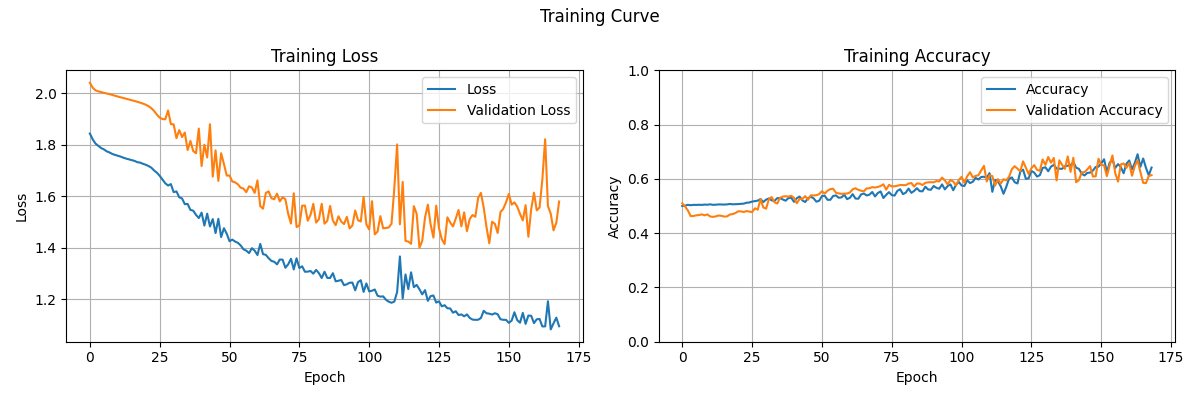 Training Curve
Training Loss
Loss
Validation Loss
2.0
1.8
1.6
1.4
1.2
Loss
0 25 50 75 100 125 150 175
Epoch
Training Accuracy
Accuracy
Validation Accuracy
1.0
0.8
0.6
0.4
0.2
0.0
Accuracy
0 25 50 75 100 125 150 175
Epoch